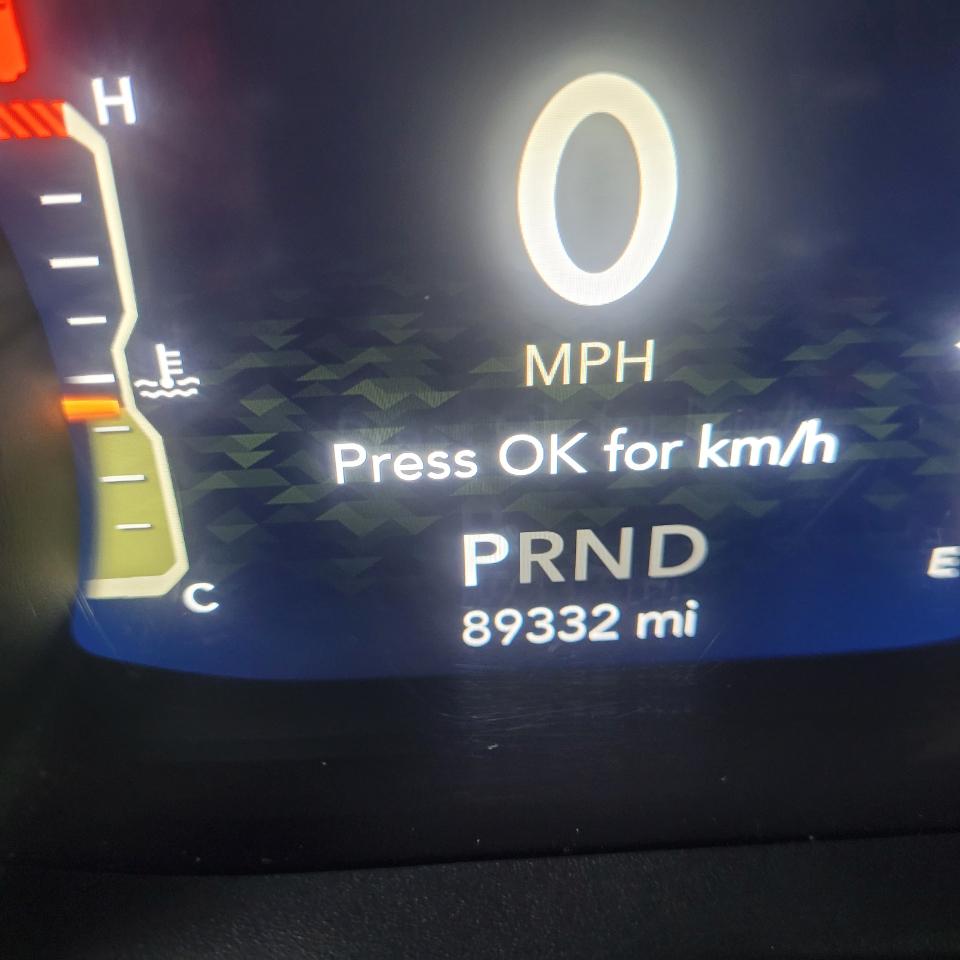 H
0
MPH
Press OK for km/h
PRND
E
C
89332 mi